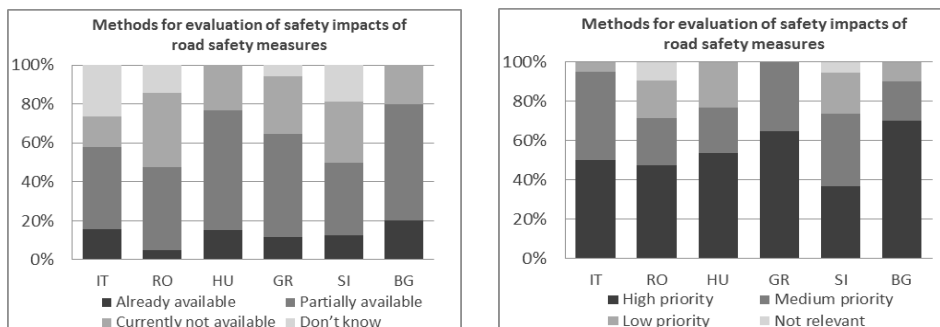 Methods for evaluation of safety impacts of
road safety measures
100%
80%
60%
40%
20%
0%
IT RO HU GR SI BG
Already available Partially available
Currently not available Don't know
Methods for evaluation of safety impacts of
road safety measures
100%
80%
60%
40%
20%
0%
IT RO HU GR SI BG
High priority Medium priority
Low priority Not relevant